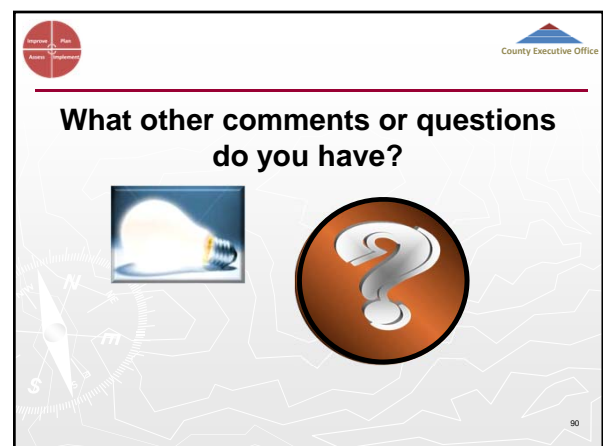 Improve Plan
Assess Implement
County Executive Office
What other comments or questions
do you have?
?
N
m
S
90